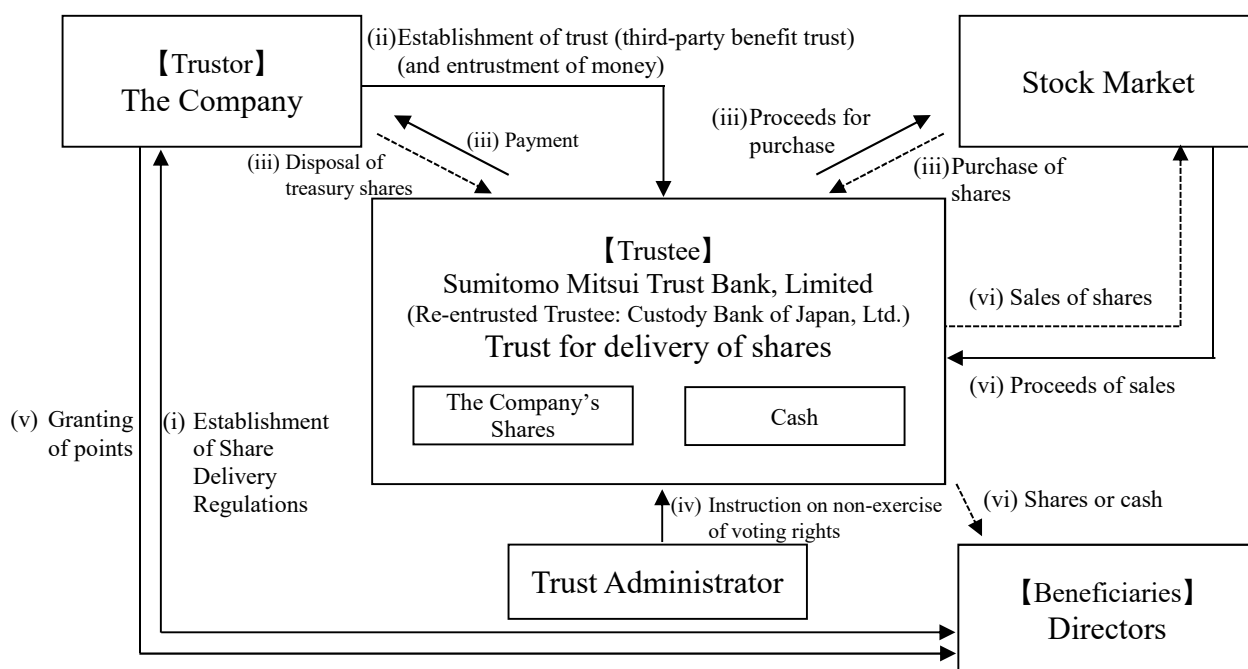 【Trustor】
The Company
(ii) Establishment of trust (third-party benefit trust)
(and entrustment of money)
Stock Market
(iii) Payment
(iii) Disposal of
treasury shares
(iii) Proceeds for
purchase
(iii) Purchase of
shares
【Trustee】
Sumitomo Mitsui Trust Bank, Limited
(Re-entrusted Trustee: Custody Bank of Japan, Ltd.)
Trust for delivery of shares
The Company’s
Shares
Cash
(vi) Sales of shares
(vi) Proceeds of sales
(v) Granting
of points
(i) Establishment
of Share
Delivery
Regulations
(iv) Instruction on non-exercise
of voting rights
(vi) Shares or cash
Trust Administrator
【Beneficiaries】
Directors